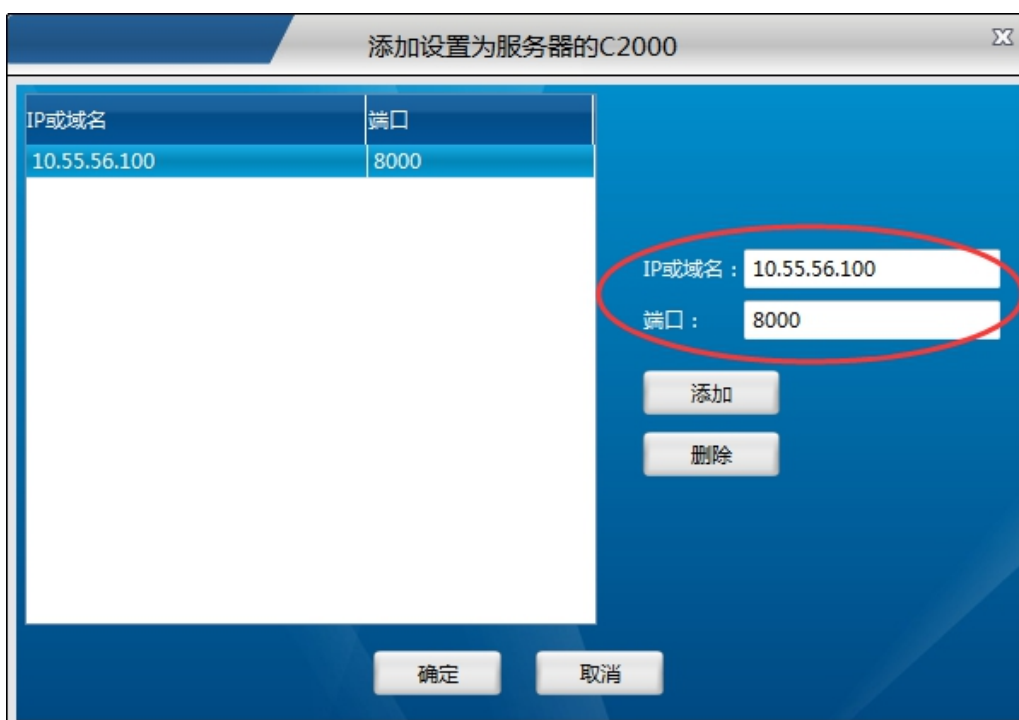 添加设置为服务器的C2000
IP或域名 端口
10.55.56.100 8000
IP或域名： 10.55.56.100
端口： 8000
添加
删除
确定 取消